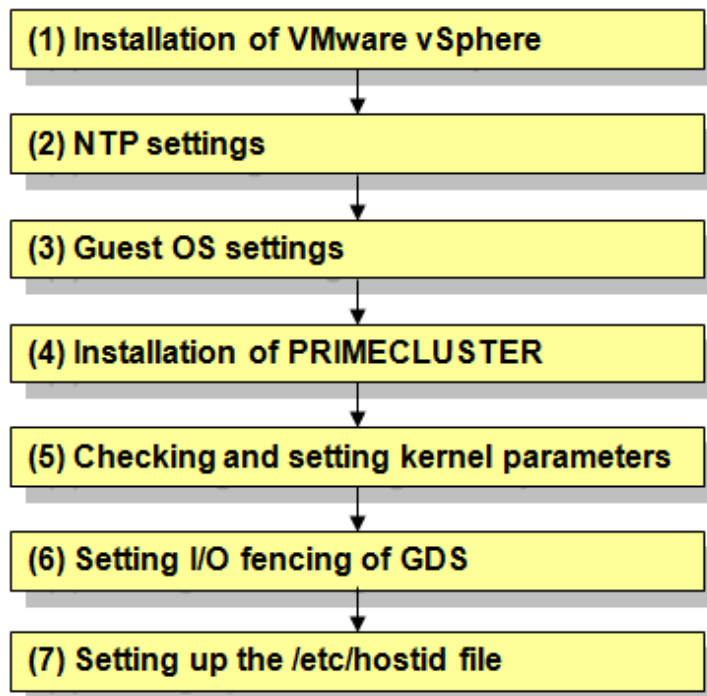 (1) Installation of VMware vSphere
(2) NTP settings
(3) Guest OS settings
(4) Installation of PRIMECLUSTER
(5) Checking and setting kernel parameters
(6) Setting I/O fencing of GDS
(7) Setting up the /etc/hostid file